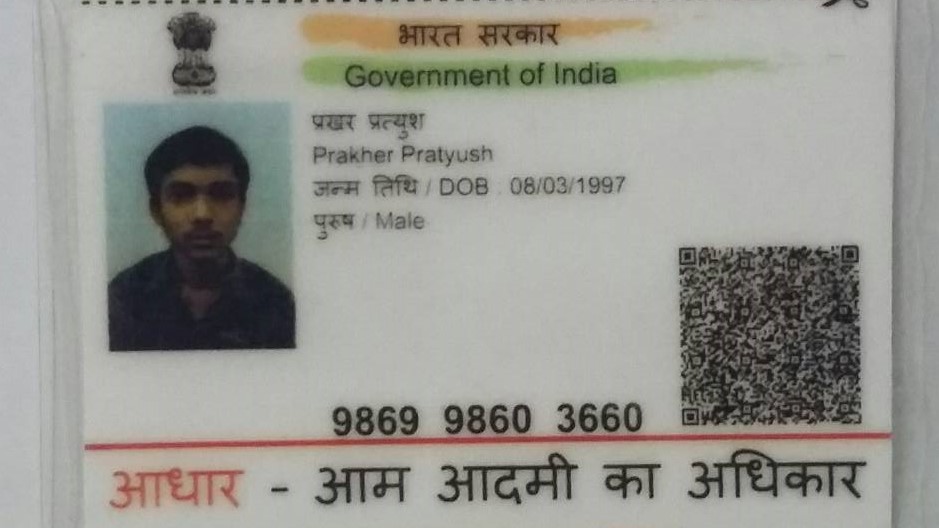 भारत सरकार
Government of India
प्रखर प्रत्युश
Prakher Pratyush
जन्म तिथि / DOB : 08/03/1997
पुरुष / Male
9869 9860 3660
आधार - आम आदमी का अधिकार